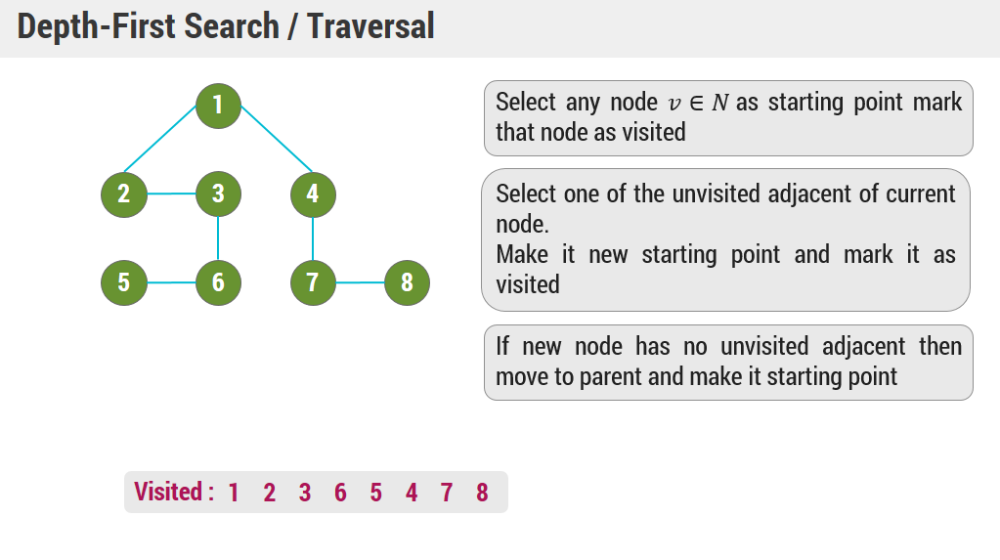 Depth-First Search / Traversal
1
2 3 4
5 6 7 8
Select any node 𝑣 ∈ 𝑁 as starting point mark
that node as visited
Select one of the unvisited adjacent of current
node.
Make it new starting point and mark it as
visited
If new node has no unvisited adjacent then
move to parent and make it starting point
Visited : 1 2 3 6 5 4 7 8